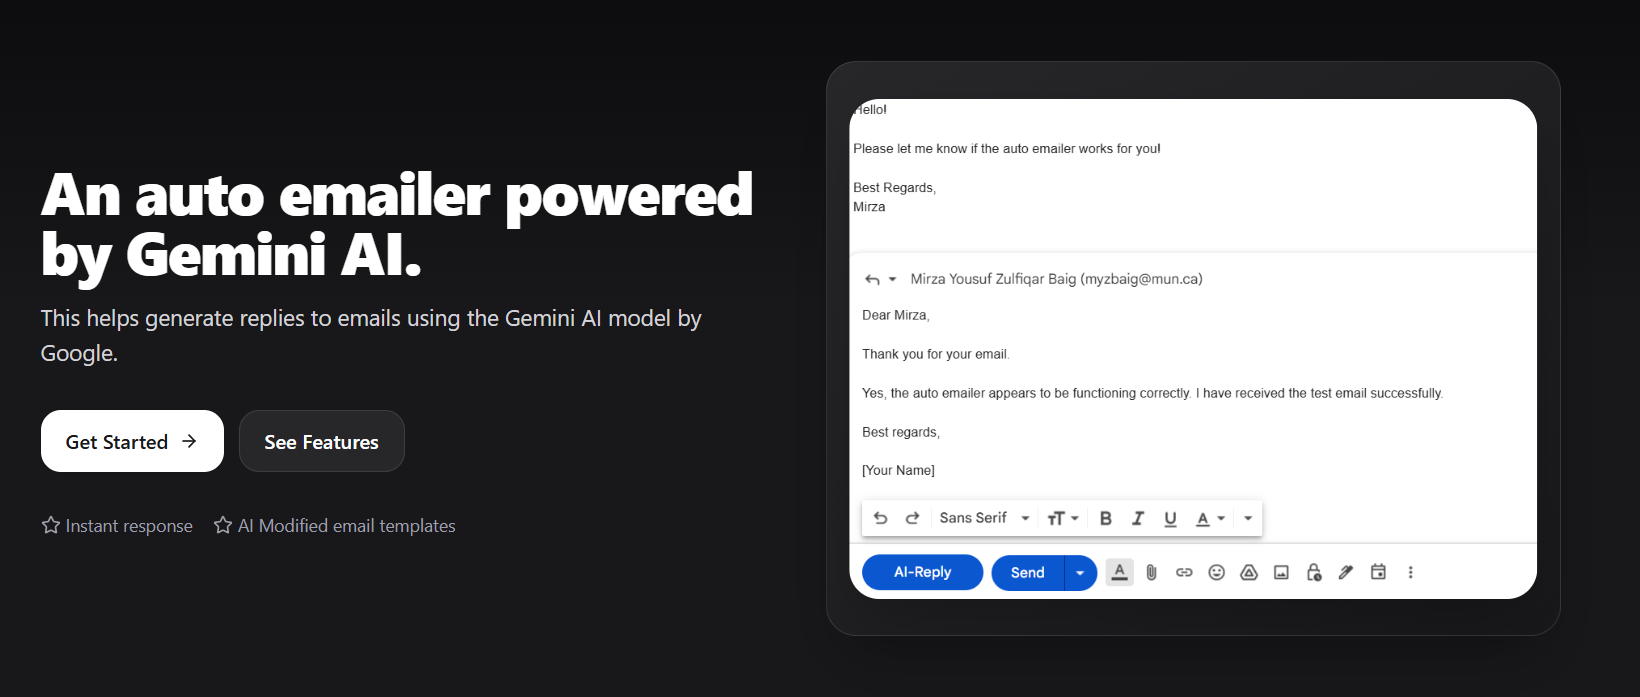 An auto emailer powered
by Gemini AI.
This helps generate replies to emails using the Gemini AI model by
Google.
Get Started
See Features
Instant response
AI Modified email templates
Hello!
Please let me know if the auto emailer works for you!
Best Regards,
Mirza
Mirza Yousuf Zulfiqar Baig (myzbaig@mun.ca)
Dear Mirza,
Thank you for your email.
Yes, the auto emailer appears to be functioning correctly. I have received the test email successfully.
Best regards,
[Your Name]
Sans Serif
AI-Reply
Send